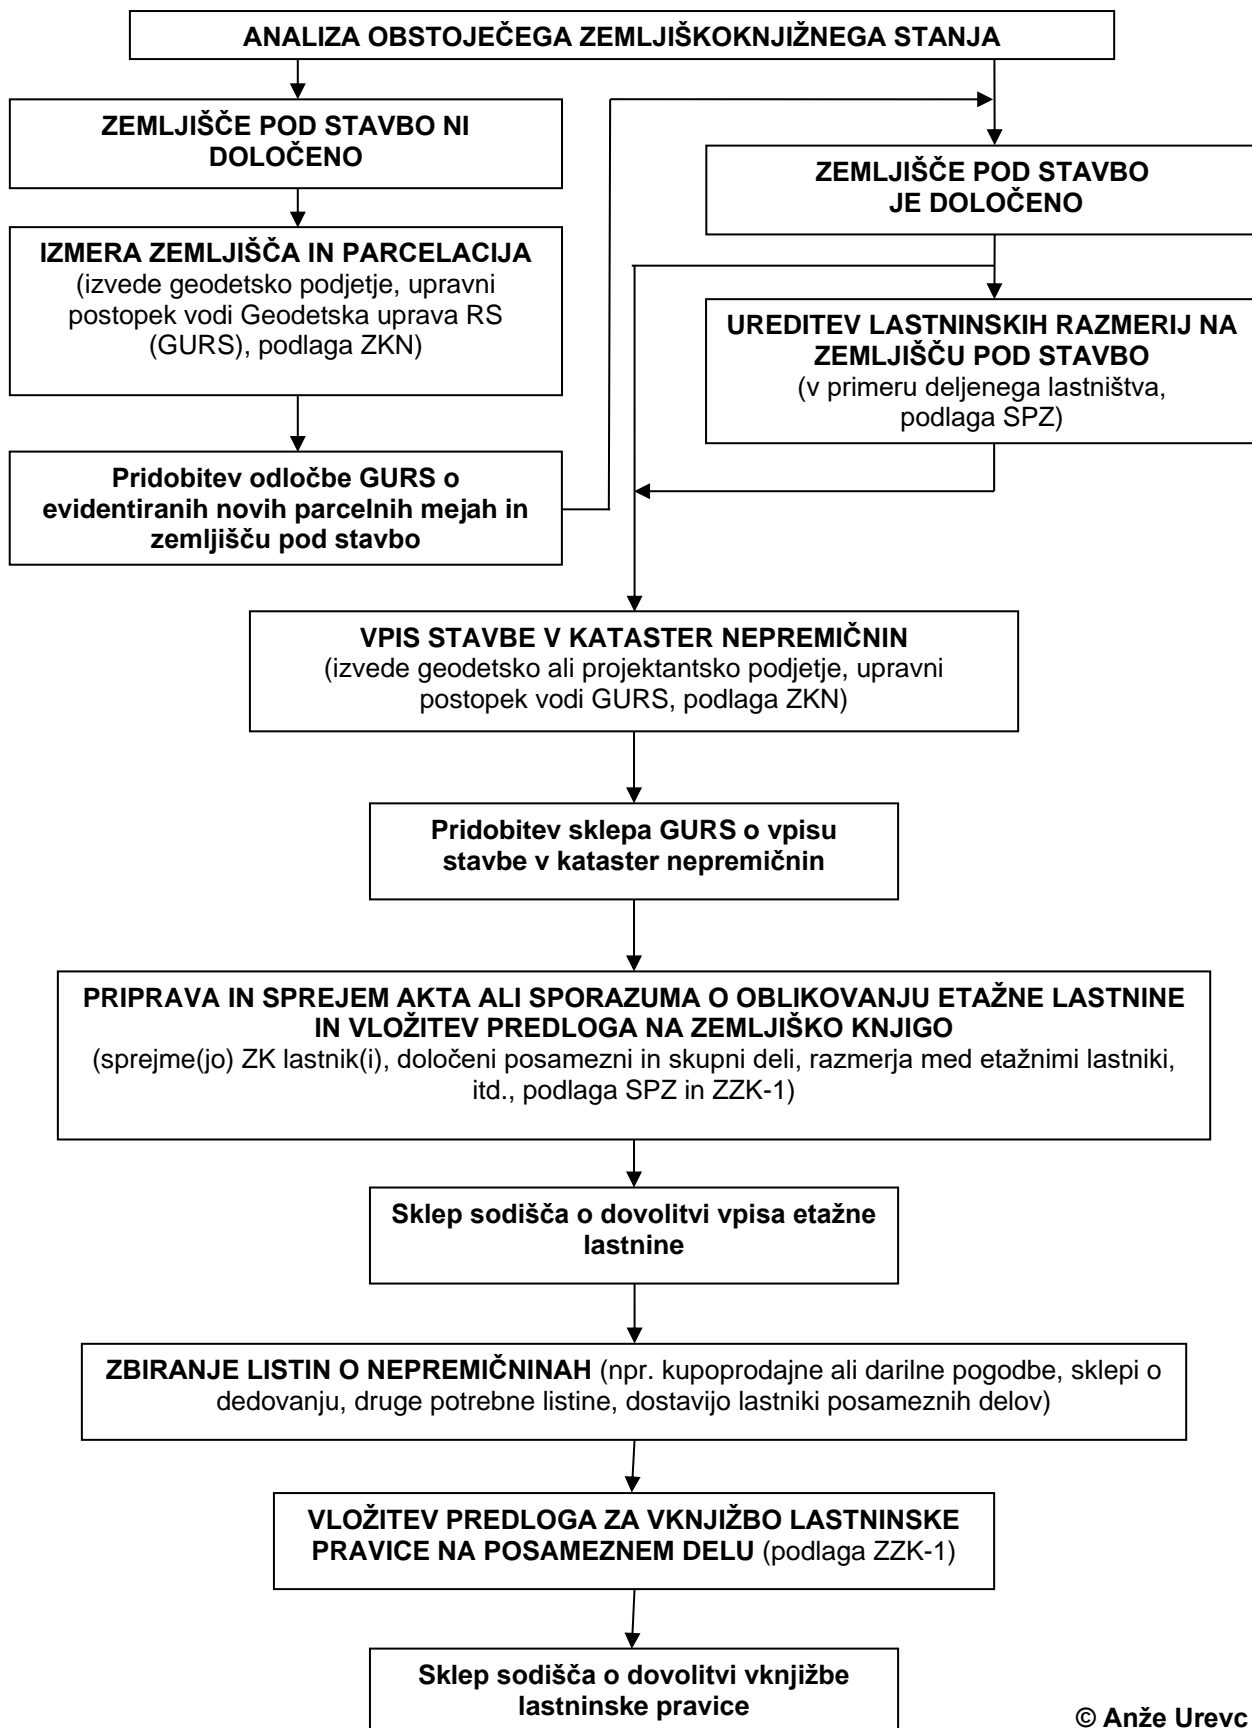 ANALIZA OBSTOJEČEGA ZEMLJIŠKOKNJIŽNEGA STANJA
ZEMLJIŠČE POD STAVBO NI
DOLOČENO
ZEMLJIŠČE POD STAVBO
JE DOLOČENO
IZMERA ZEMLJIŠČA IN PARCELACIJA
(izvede geodetsko podjetje, upravni
postopek vodi Geodetska uprava RS
(GURS), podlaga ZKN)
UREDITEV LASTNINSKIH RAZMERIJ NA
ZEMLJIŠČU POD STAVBO
(v primeru deljenega lastništva,
podlaga SPZ)
Pridobitev odločbe GURS o
evidentiranih novih parcelnih mejah in
zemljišču pod stavbo
VPIS STAVBE V KATASTER NEPREMIČNIN
(izvede geodetsko ali projektantsko podjetje, upravni
postopek vodi GURS, podlaga ZKN)
Pridobitev sklepa GURS o vpisu
stavbe v kataster nepremičnin
PRIPRAVA IN SPREJEM AKTA ALI SPORAZUMA O OBLIKOVANJU ETAŽNE LASTNINE
IN VLOŽITEV PREDLOGA NA ZEMLJIŠKO KNJIGO
(sprejme(jo) ZK lastnik(i), določeni posamezni in skupni deli, razmerja med etažnimi lastniki,
itd., podlaga SPZ in ZZK-1)
Sklep sodišča o dovolitvi vpisa etažne
lastnine
ZBIRANJE LISTIN O NEPREMIČNINAH (npr. kupoprodajne ali darilne pogodbe, sklepi o
dedovanju, druge potrebne listine, dostavijo lastniki posameznih delov)
VLOŽITEV PREDLOGA ZA VKNJIŽBO LASTNINSKE
PRAVICE NA POSAMEZNEM DELU (podlaga ZZK-1)
Sklep sodišča o dovolitvi vknjižbe
lastninske pravice
© Anže Urevc